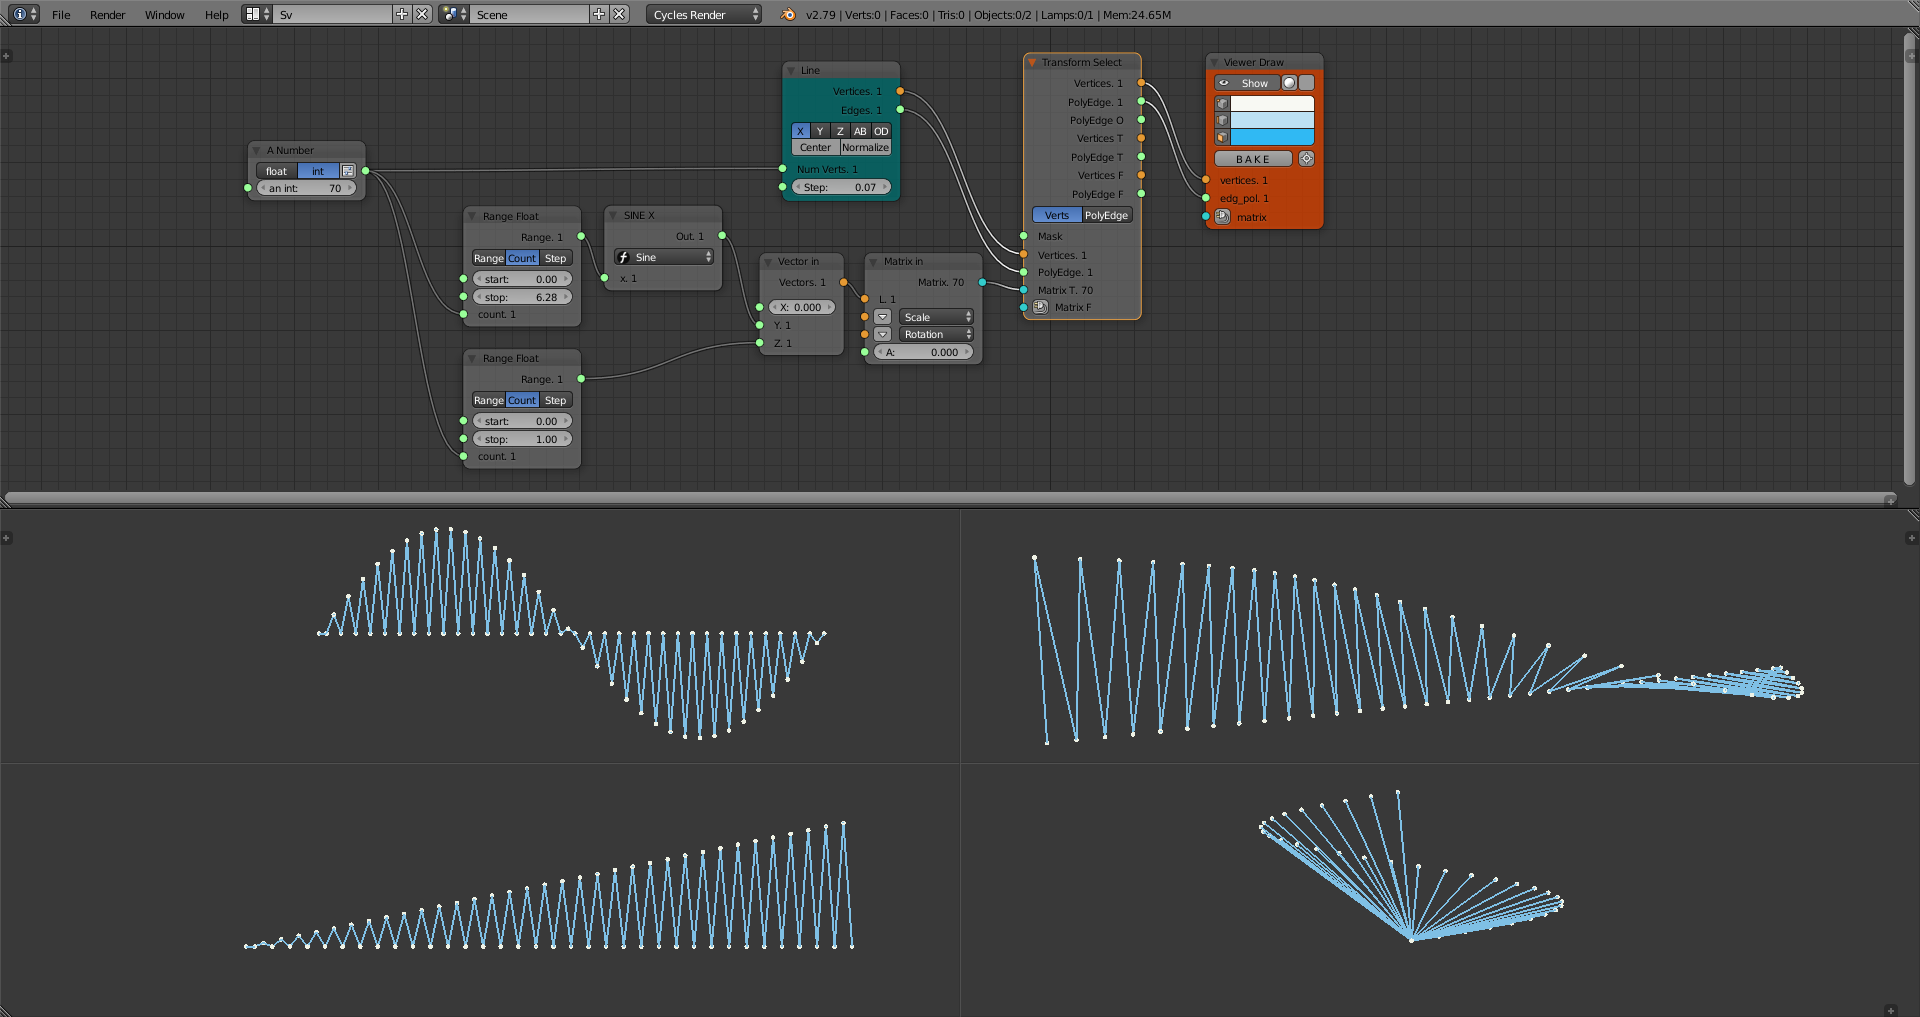 File Render Window Help Sv Scene Cycles Render v2.79 | Verts:0 | Faces:0 | Tris:0 | Objects:0/2 | Lamps:0/1 | Mem:24.65M
A Number
float int
an int: 70
Range Float
Range. 1
Range Count Step
start: 0.00
stop: 6.28
count. 1
Range Float
Range. 1
Range Count Step
start: 0.00
stop: 1.00
count. 1
SINE X
Out. 1
Sine
x. 1
Vector in
Vectors. 1
X: 0.000
Y. 1
Z. 1
Line
Vertices. 1
Edges. 1
X Y Z AB OD
Center Normalize
Num Verts. 1
Step: 0.07
Matrix in
Matrix. 70
L. 1
Scale
Rotation
A: 0.000
Transform Select
Vertices. 1
PolyEdge. 1
PolyEdge O
Vertices T
PolyEdge T
Vertices F
PolyEdge F
Verts PolyEdge
Mask
Vertices. 1
PolyEdge. 1
Matrix T. 70
Matrix F
Viewer Draw
Show
BAKE
vertices. 1
edg_pol. 1
matrix